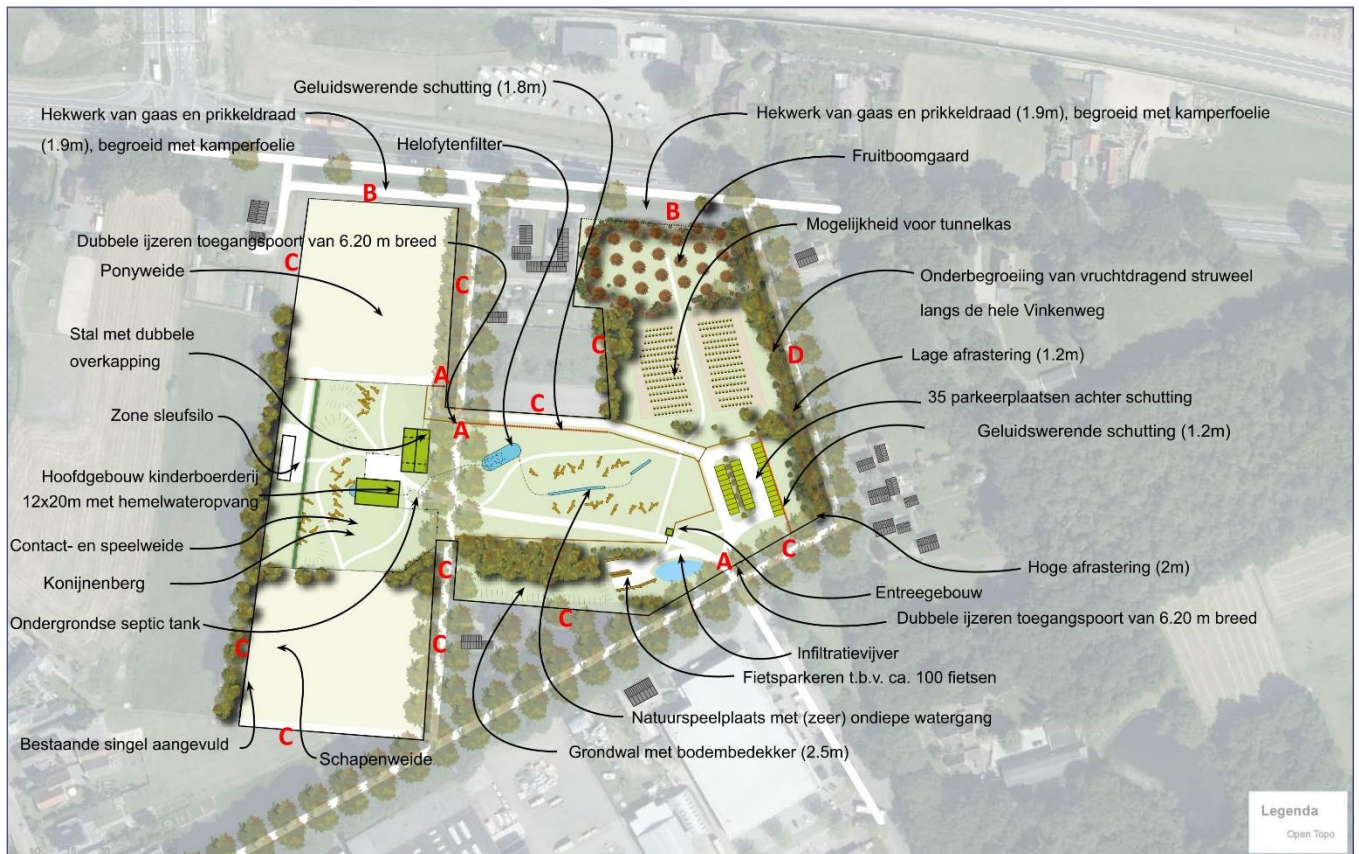 Geluidswerende schutting (1.8m)
Hekwerk van gaas en prikkeldraad
(1.9m), begroeid met kamperfoelie
Helofytenfilter
Hekwerk van gaas en prikkeldraad (1.9m), begroeid met kamperfoelie
Fruitboomgaard
B
B
Mogelijkheid voor tunnelkas
Dubbele ijzeren toegangspoort van 6.20 m breed
Ponyweide
C
C
Onderbegroeiing van vruchtdragend struweel
langs de hele Vinkenweg
Stal met dubbele
overkapping
C
D
Lage afrastering (1.2m)
A
35 parkeerplaatsen achter schutting
Zone sleufsilo
C
A
Geluidswerende schutting (1.2m)
Hoofdgebouw kinderboerderij
12x20m met hemelwateropvang
Contact- en speelweide
C
Konijnenberg
C
A
Hoge afrastering (2m)
Entreegebouw
Ondergrondse septic tank
C
Dubbele ijzeren toegangspoort van 6.20 m breed
C
C
Infiltratievijver
Fietsparkeren t.b.v. ca. 100 fietsen
Natuurspeelplaats met (zeer) ondiepe watergang
Bestaande singel aangevuld
C
Schapenweide
Grondwal met bodembedekker (2.5m)
Legenda
Open Topo